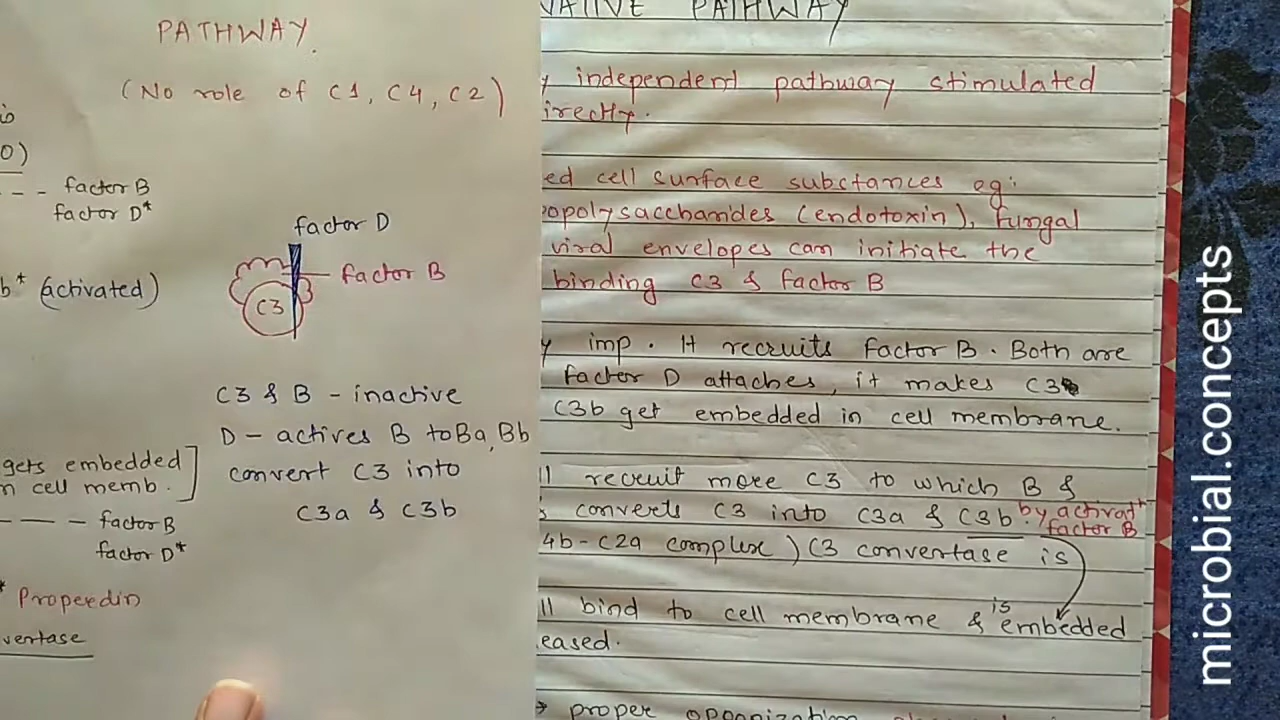 PATHWAY.
(No role of C1, C4, C2)
--- factor B
factor D*
factor D
factor B
C3
b* (activated)
C3 & B - inactive
D - actives B to Ba, Bb
convert C3 into
C3a & C3b
gets embedded
cell memb.
--- factor B
factor D*
* Properdin
vertase
PATHWAY
y independent pathway stimulated
irectly.
ed cell surface substances eg:
opolysaccharides (endotoxin), fungal
viral envelopes can initiate the
binding C3 & factor B
y imp. It recruits factor B. Both are
factor D attaches, it makes C3
C3b get embedded in cell membrane.
ll recruit more C3 to which B &
s converts C3 into C3a & C3b by activatn
factor B
4b-C2a complex) C3 convertase is
ll bind to cell membrane & is embedded
eased.
→ proper
microbial.concepts